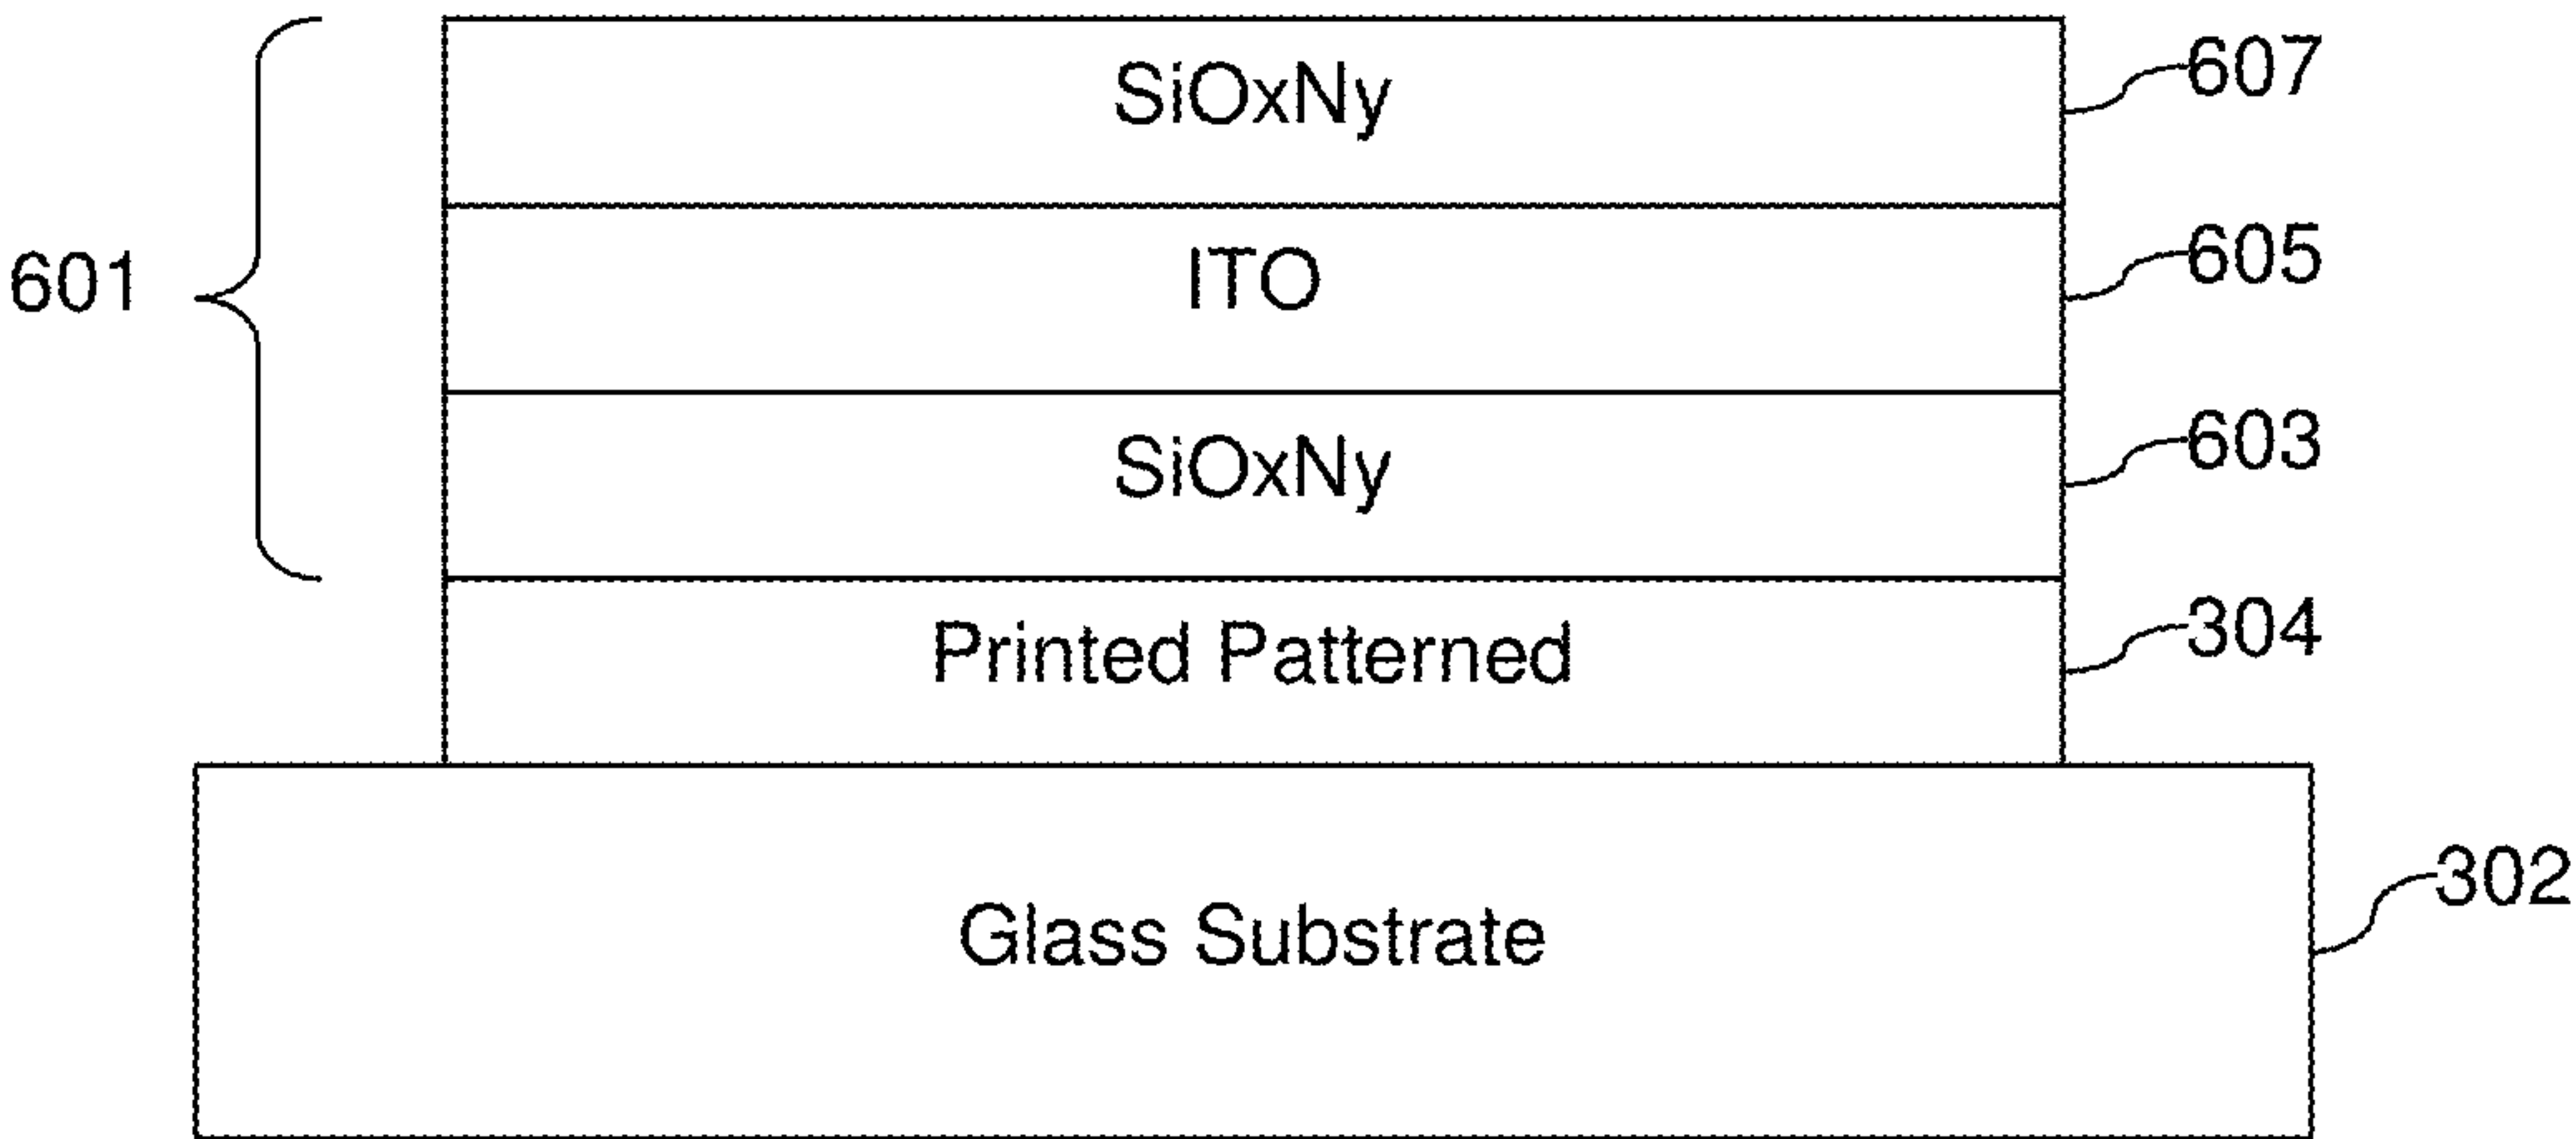 SiOxNy
607
ITO
605
601
SiOxNy
603
Printed Patterned
304
Glass Substrate
302